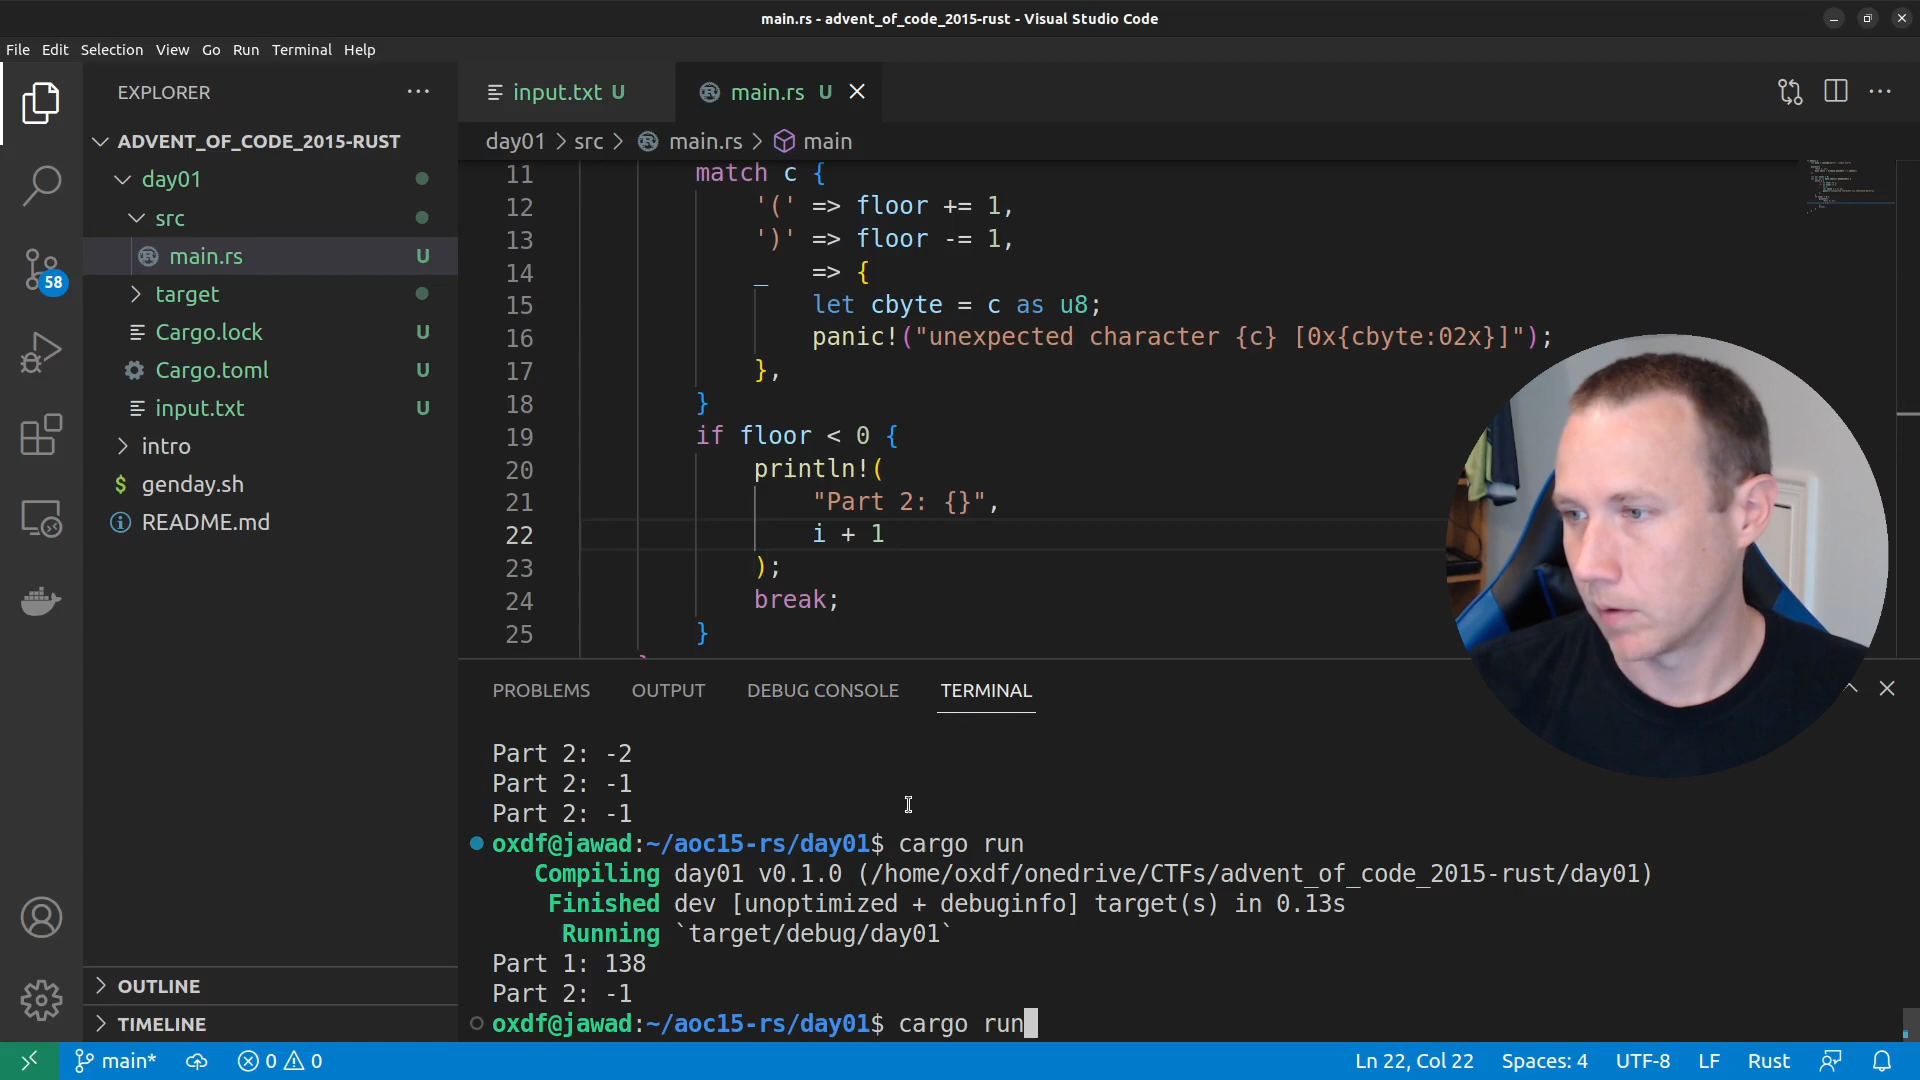 main.rs - advent_of_code_2015-rust - Visual Studio Code
File Edit Selection View Go Run Terminal Help
EXPLORER
ADVENT_OF_CODE_2015-RUST
day01
src
main.rs U
target
Cargo.lock U
Cargo.toml U
input.txt U
intro
$ genday.sh
README.md
OUTLINE
TIMELINE
58
input.txt U
main.rs U
day01 > src > main.rs > main
11 match c {
12 '(' => floor += 1,
13 ')' => floor -= 1,
14 _ => {
15 let cbyte = c as u8;
16 panic!("unexpected character {c} [0x{cbyte:02x}]");
17 },
18 }
19 if floor < 0 {
20 println!(
21 "Part 2: {}",
22 i + 1
23 );
24 break;
25 }
PROBLEMS OUTPUT DEBUG CONSOLE TERMINAL
Part 2: -2
Part 2: -1
Part 2: -1
oxdf@jawad:~/aoc15-rs/day01$ cargo run
Compiling day01 v0.1.0 (/home/oxdf/onedrive/CTFs/advent_of_code_2015-rust/day01)
Finished dev [unoptimized + debuginfo] target(s) in 0.13s
Running `target/debug/day01`
Part 1: 138
Part 2: -1
oxdf@jawad:~/aoc15-rs/day01$ cargo run
main* 0 0 Ln 22, Col 22 Spaces: 4 UTF-8 LF Rust